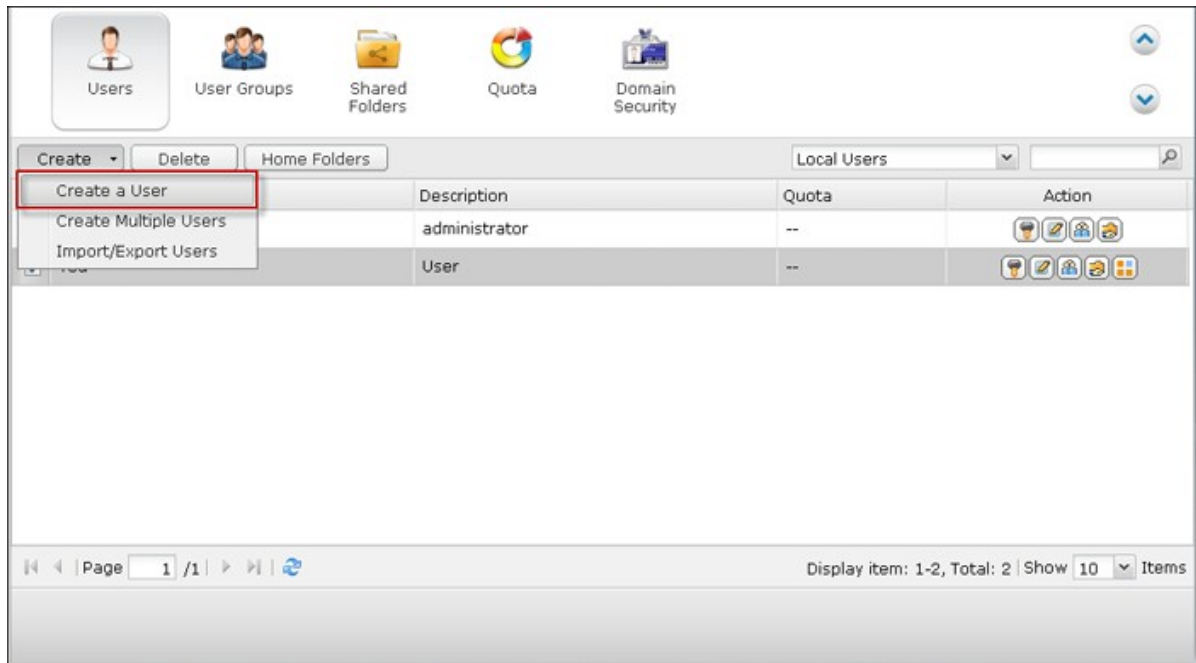 Users
User Groups
Shared
Folders
Quota
Domain
Security
Create Delete Home Folders Local Users
Create a User
Create Multiple Users
Import/Export Users
Description Quota Action
administrator --
User --
Page 1 /1 Display item: 1-2, Total: 2 Show 10 Items